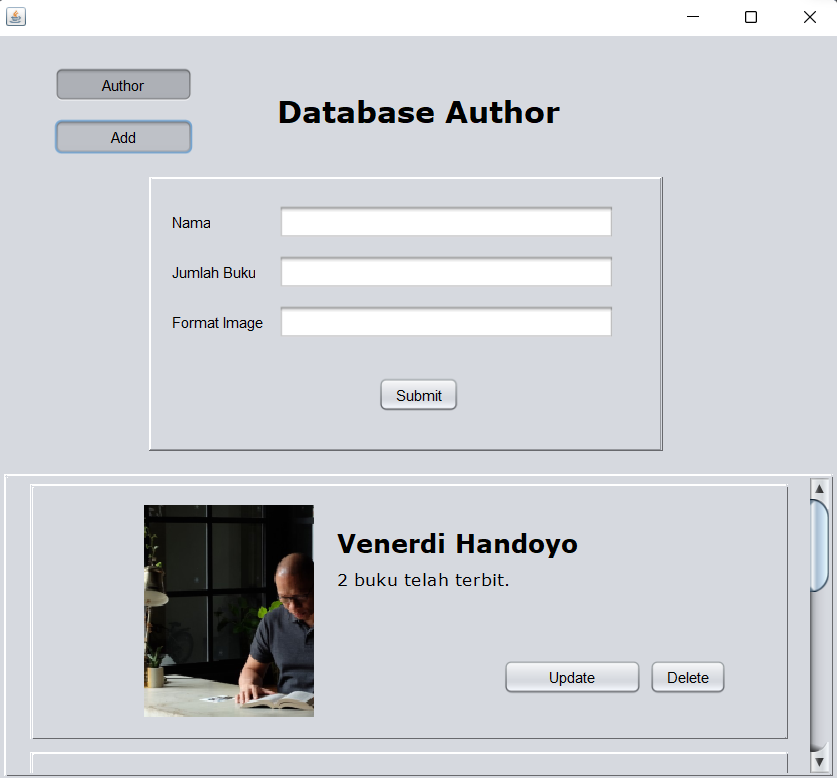 Author
Database Author
Add
Nama
Jumlah Buku
Format Image
Submit
Venerdi Handoyo
2 buku telah terbit.
Update
Delete